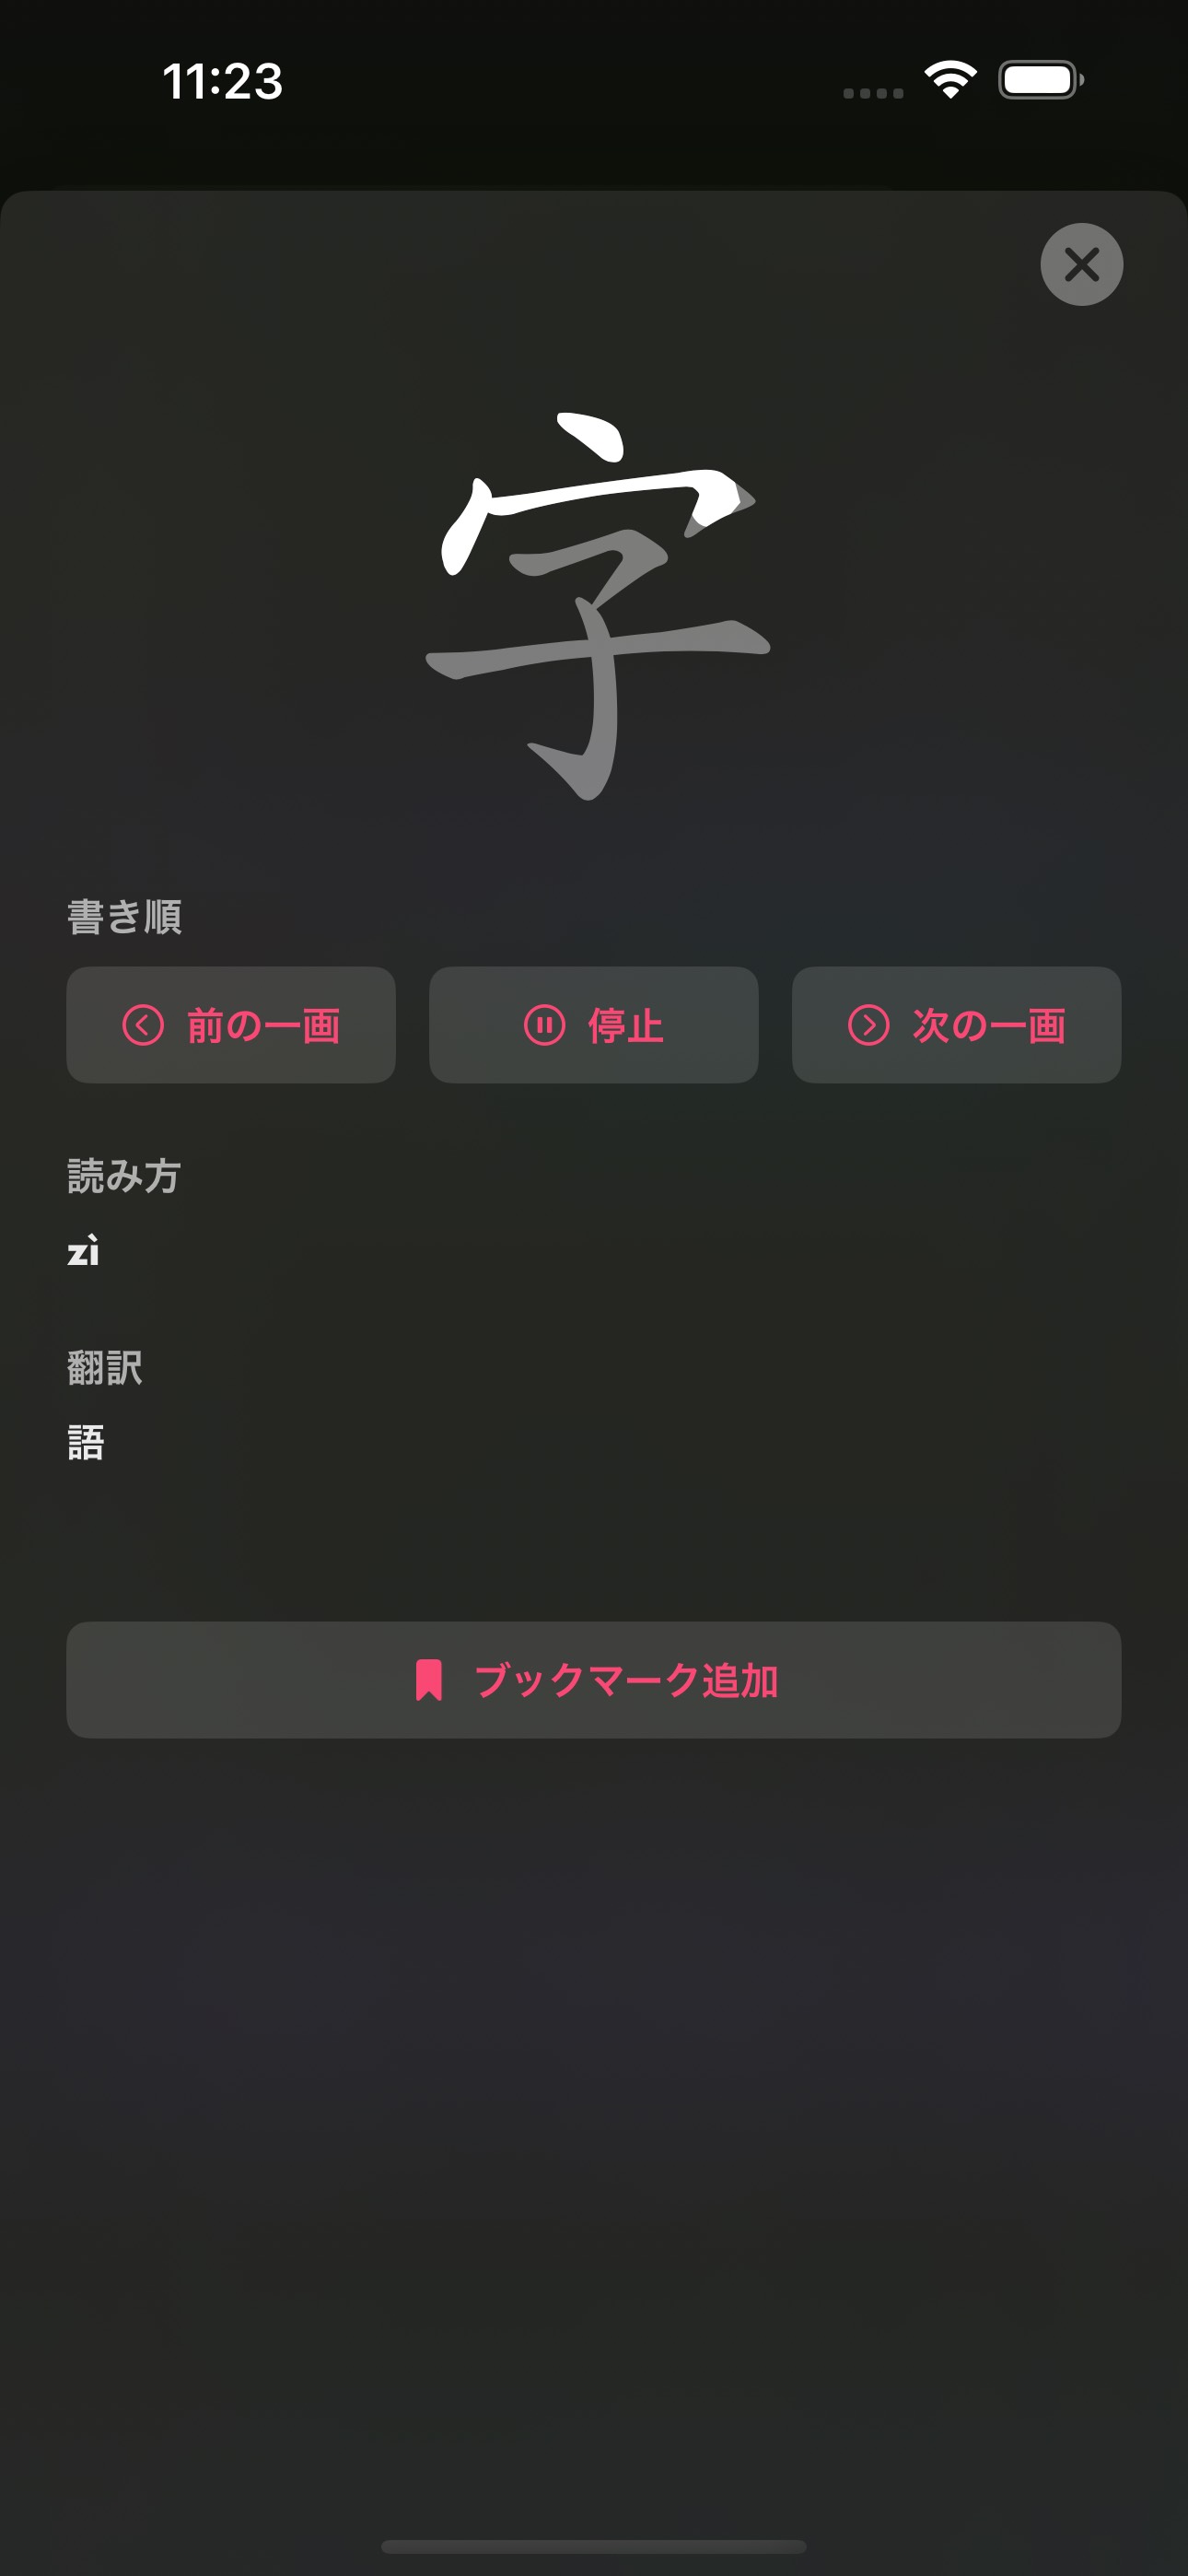 11:23
字
書き順
前の一画
停止
次の一画
読み方
zì
翻訳
語
ブックマーク追加